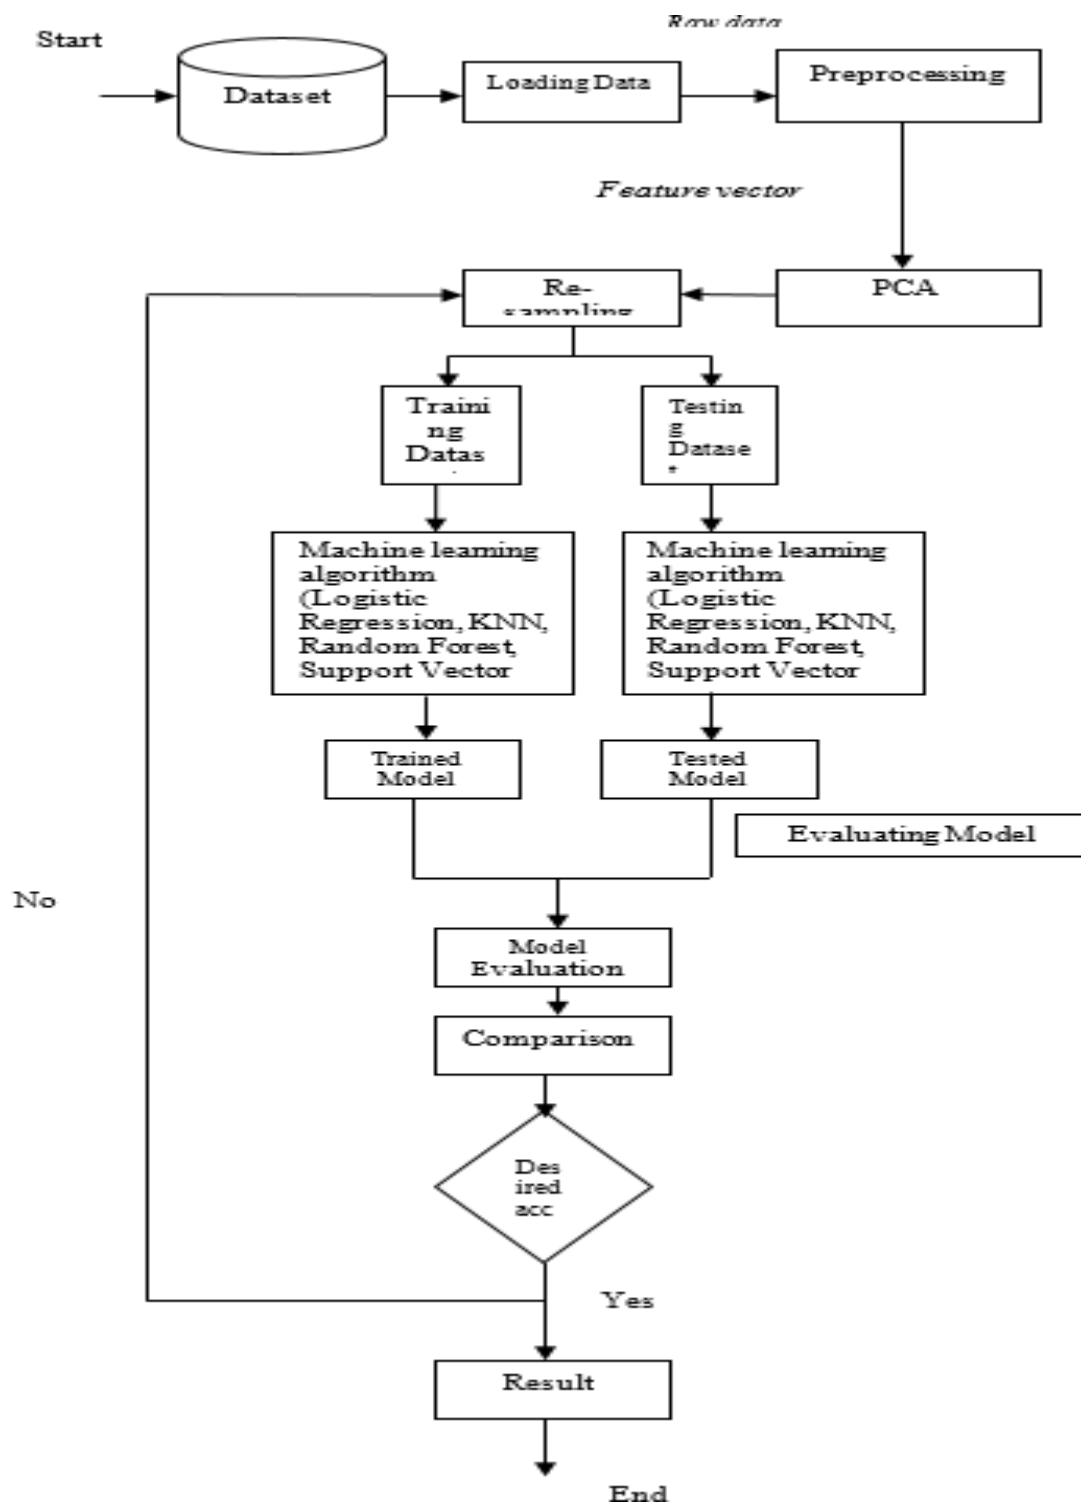 Raw data
Start
Dataset
Loading Data
Preprocessing
Feature vector
Re-
sampling
PCA
Traini
ng
Datas
Testin
g
Datase
t
Machine learning
algorithm
(Logistic
Regression, KNN,
Random Forest,
Support Vector
Machine learning
algorithm
(Logistic
Regression, KNN,
Random Forest,
Support Vector
Trained
Model
Tested
Model
Evaluating Model
No
Model
Evaluation
Comparison
Des
ired
acc
Yes
Result
End